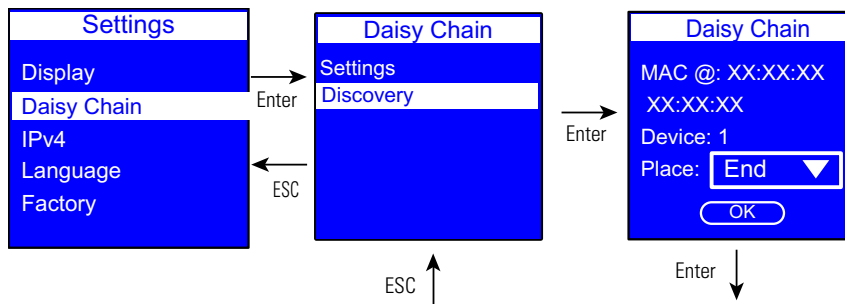 Settings
Display
Daisy Chain
IPv4
Language
Factory
Enter
ESC
Daisy Chain
Settings
Discovery
Enter
ESC
Daisy Chain
MAC @: XX:XX:XX
XX:XX:XX
Device: 1
Place: End
OK
Enter